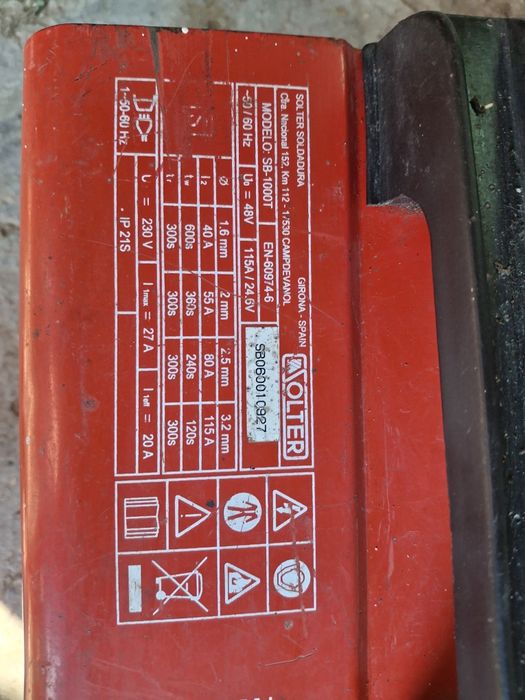 SOLTER SOLDADURA
GIRONA - SPAIN
Ctra. Nacional 152, Km 112 - 17530 CAMPDEVANOL
SOLTER
MODELO: SB-1000T
EN-60974-6
SB060010927
~50 / 60 Hz
U₀ = 48V
115A / 24,6V
Ø 1.6 mm 2 mm 2.5 mm 3.2 mm
I₂ 40 A 55 A 80 A 115 A
tw 600s 360s 240s 120s
tr 300s 300s 300s 300s
1~50-60 Hz
U₁ = 230 V
I₁max = 27 A
I₁eff = 20 A
IP 21S